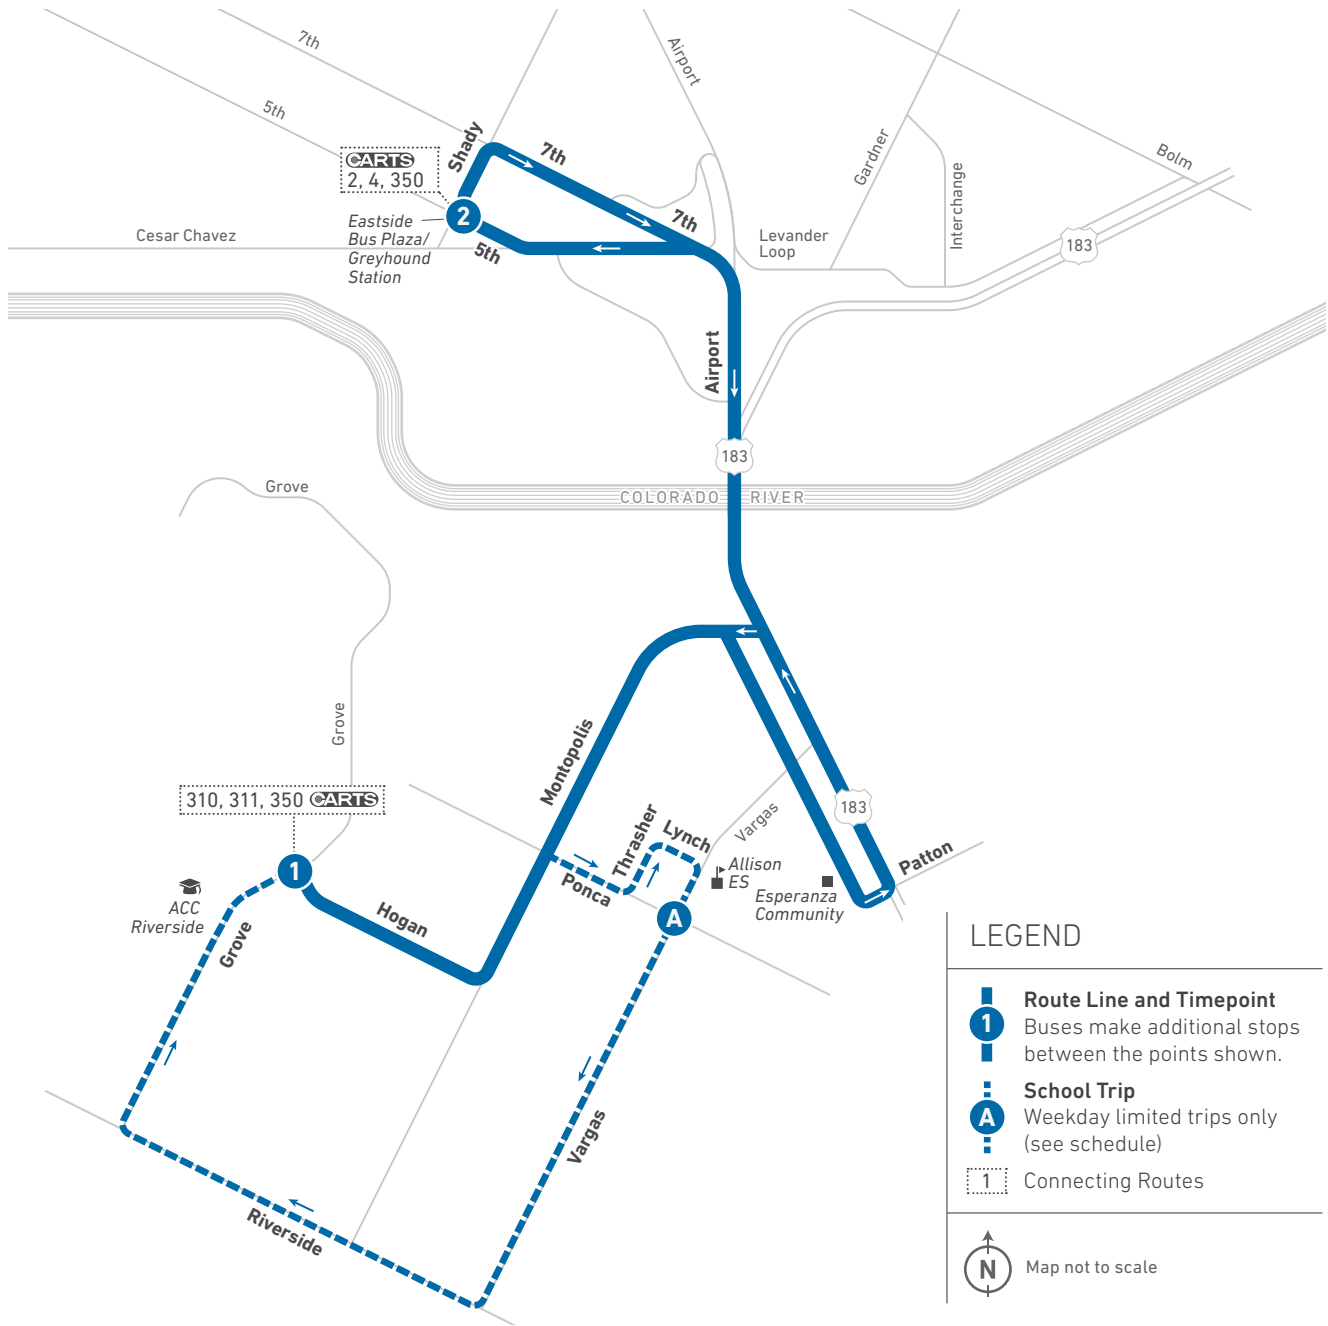 7th
5th
Airport
Shady
7th
CARTS
2, 4, 350
Gardner
Bolm
Interchange
2
Eastside
Bus Plaza/
Greyhound
Station
7th
Cesar Chavez
5th
Levander
Loop
183
Airport
183
COLORADO RIVER
Grove
Grove
Montopolis
310, 311, 350 CARTS
183
Vargas
Thrasher
Lynch
Patton
1
Allison
ES
Ponca
Esperanza
Community
ACC
Riverside
Hogan
A
Grove
Vargas
Riverside
LEGEND
1
Route Line and Timepoint
Buses make additional stops
between the points shown.
A
School Trip
Weekday limited trips only
(see schedule)
1
Connecting Routes
N
Map not to scale